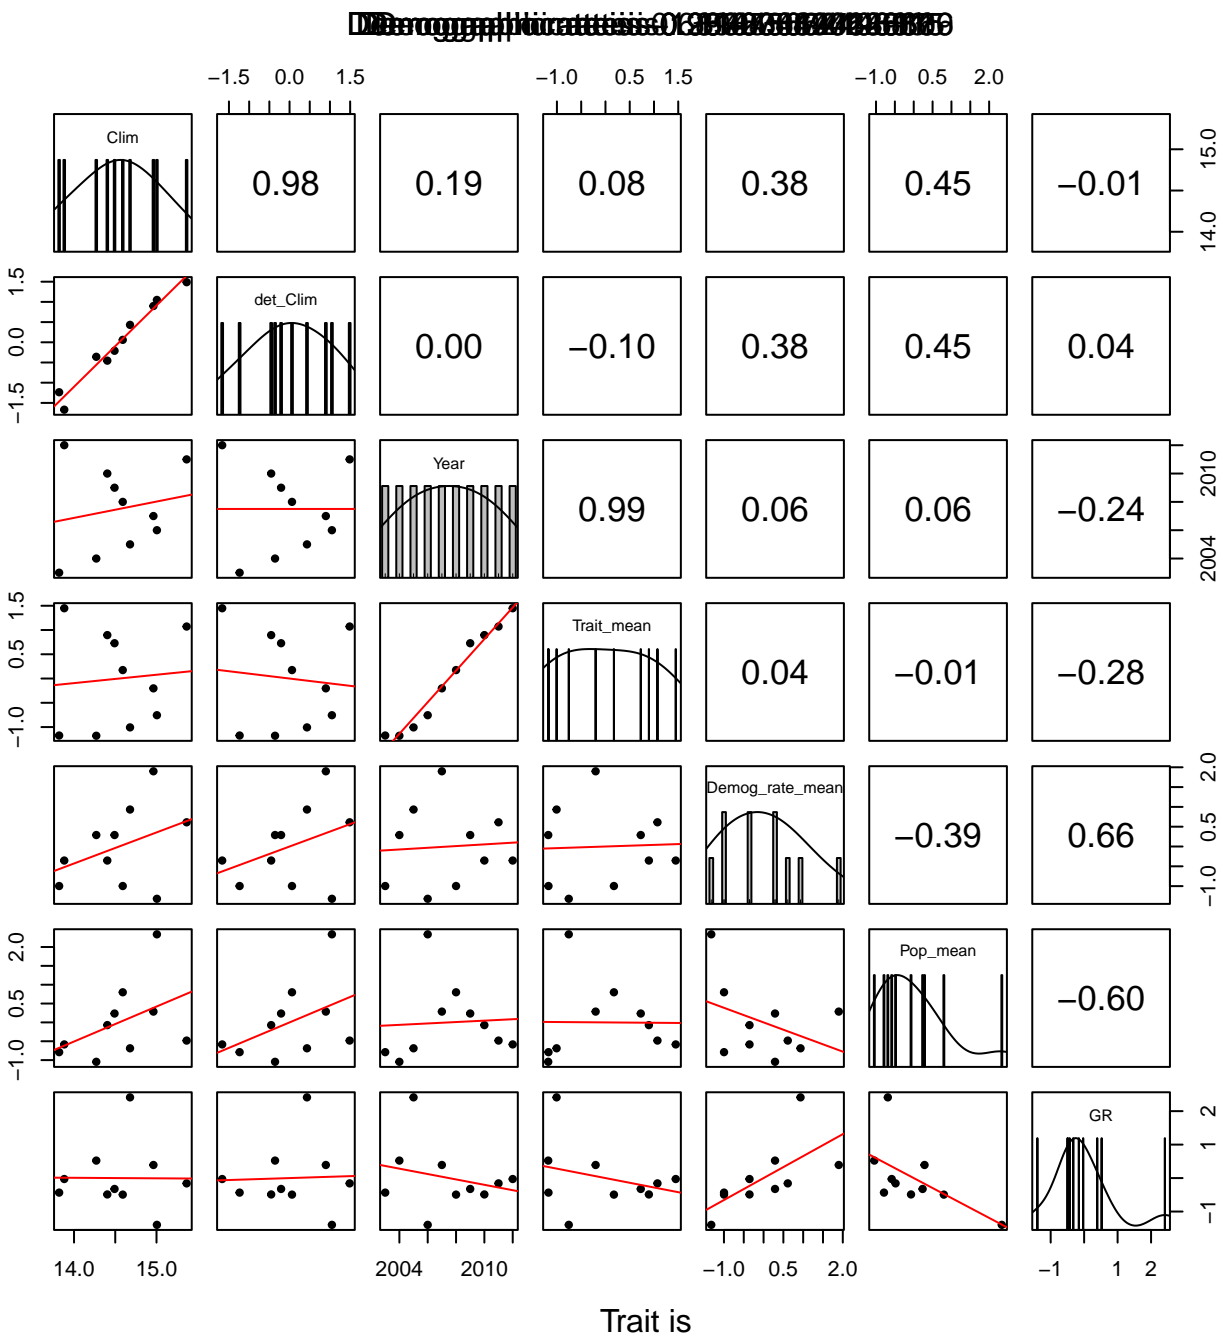 −1.5 0.0 1.5 −1.0 0.5 1.5 −1.0 0.5 2.0
Clim 0.98 0.19 0.08 0.38 0.45 −0.01 14.0 15.0
−1.5 0.0 1.5 det_Clim 0.00 −0.10 0.38 0.45 0.04
Year 0.99 0.06 0.06 −0.24 2004 2010
−1.0 0.5 1.5 Trait_mean 0.04 −0.01 −0.28
Demog_rate_mean −0.39 0.66 −1.0 0.5 2.0
−1.0 0.5 2.0 Pop_mean −0.60
GR −1 1 2
14.0 15.0 2004 2010 −1.0 0.5 2.0 −1 1 2
Trait is